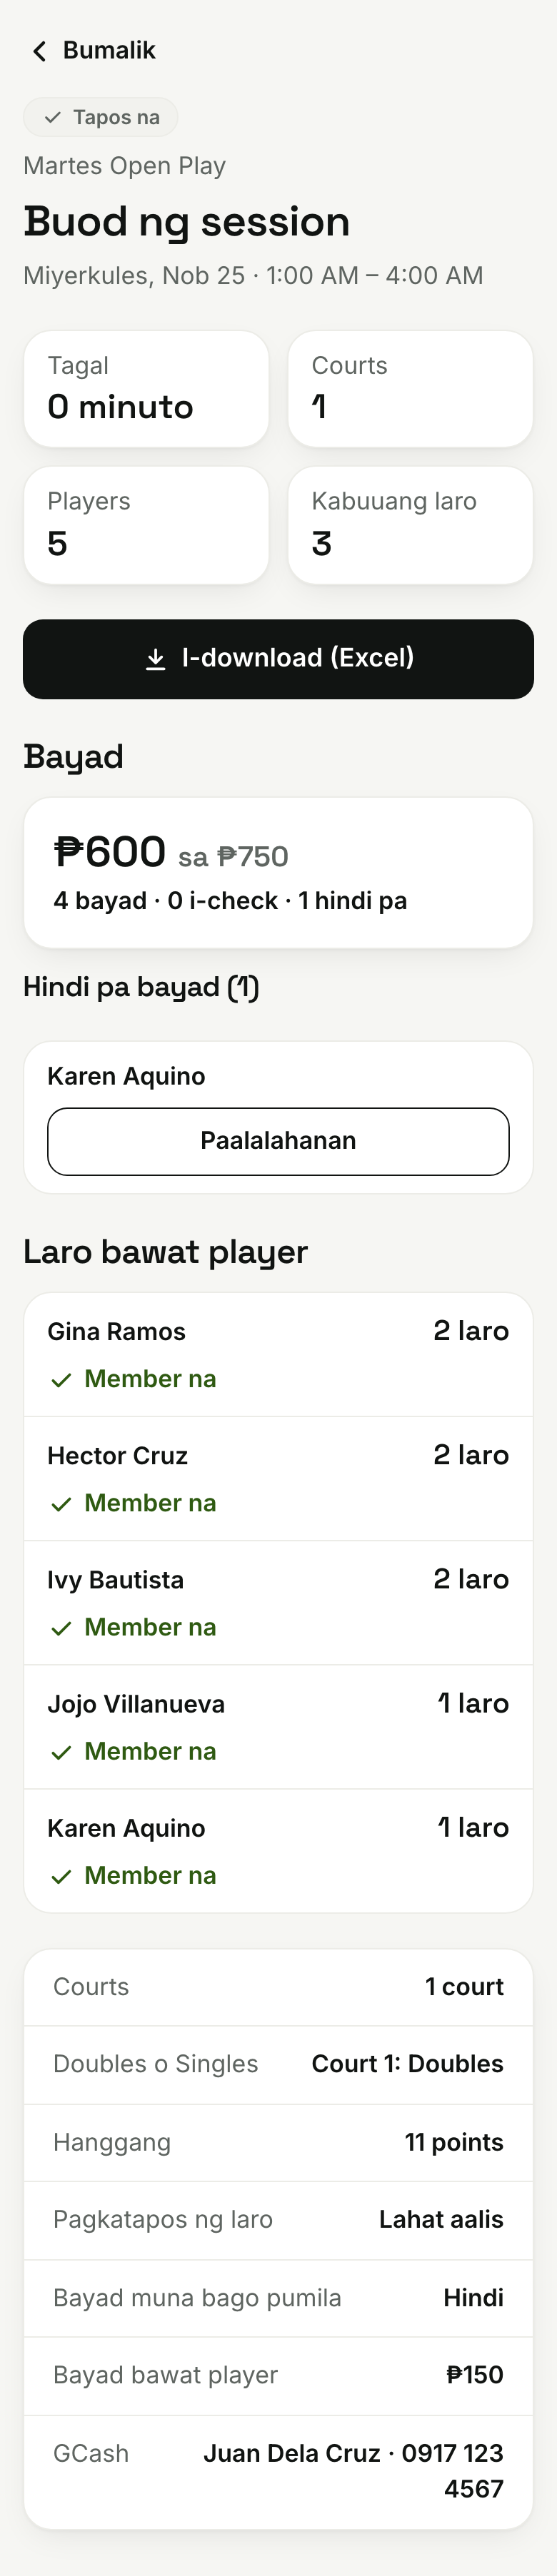 Bumalik
Tapos na
Martes Open Play
Buod ng session
Miyerkules, Nob 25 · 1:00 AM – 4:00 AM
Tagal
0 minuto
Courts
1
Players
5
Kabuuang laro
3
I-download (Excel)
Bayad
₱600 sa ₱750
4 bayad · 0 i-check · 1 hindi pa
Hindi pa bayad (1)
Karen Aquino
Paalalahanan
Laro bawat player
Gina Ramos 2 laro
Member na
Hector Cruz 2 laro
Member na
Ivy Bautista 2 laro
Member na
Jojo Villanueva 1 laro
Member na
Karen Aquino 1 laro
Member na
Courts 1 court
Doubles o Singles Court 1: Doubles
Hanggang 11 points
Pagkatapos ng laro Lahat aalis
Bayad muna bago pumila Hindi
Bayad bawat player ₱150
GCash Juan Dela Cruz · 0917 123
4567